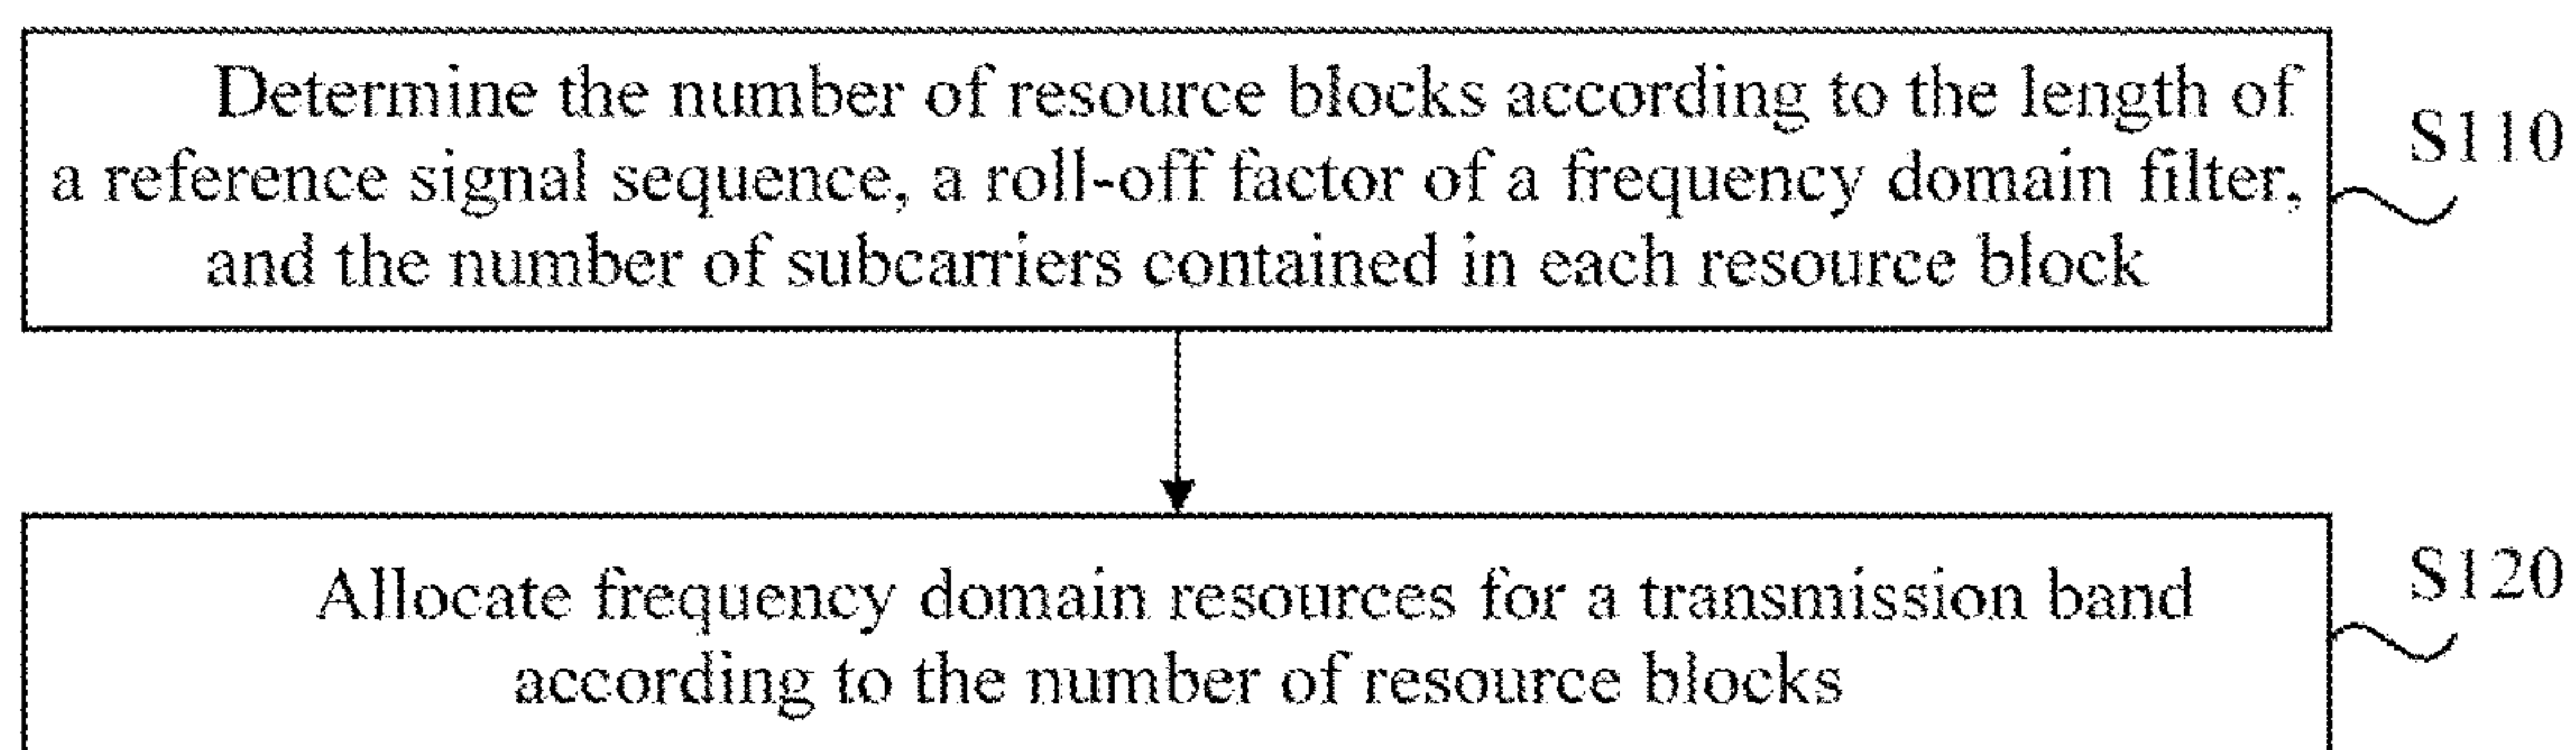 Determine the number of resource blocks according to the length of
a reference signal sequence, a roll-off factor of a frequency domain filter,
and the number of subcarriers contained in each resource block
S110
Allocate frequency domain resources for a transmission band
according to the number of resource blocks
S120